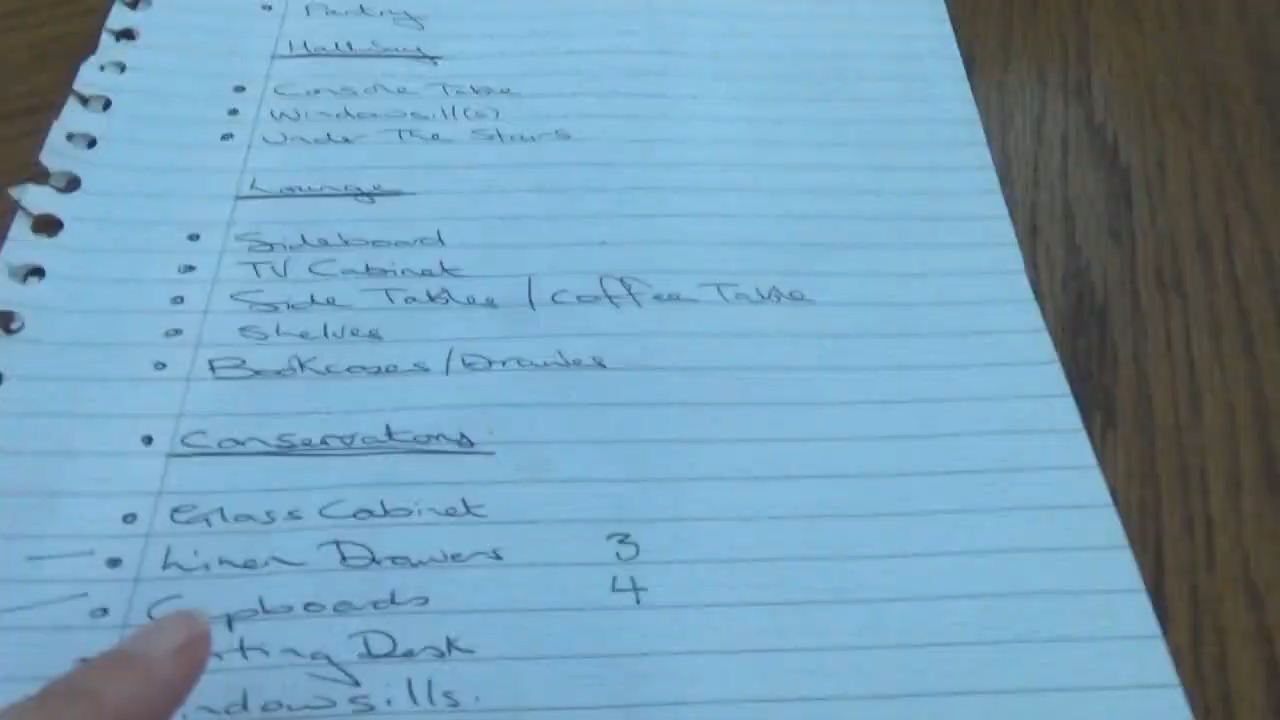 • Pantry
Hallway
• Console Table
• Windowsill(s)
• Under The Stairs
Lounge
• Sideboard
• TV Cabinet
• Side Tables / Coffee Table
• Shelves
• Bookcases / Drawers
• Conservatory
• Glass Cabinet
• Linen Drawers 3
• Cupboards 4
Desk